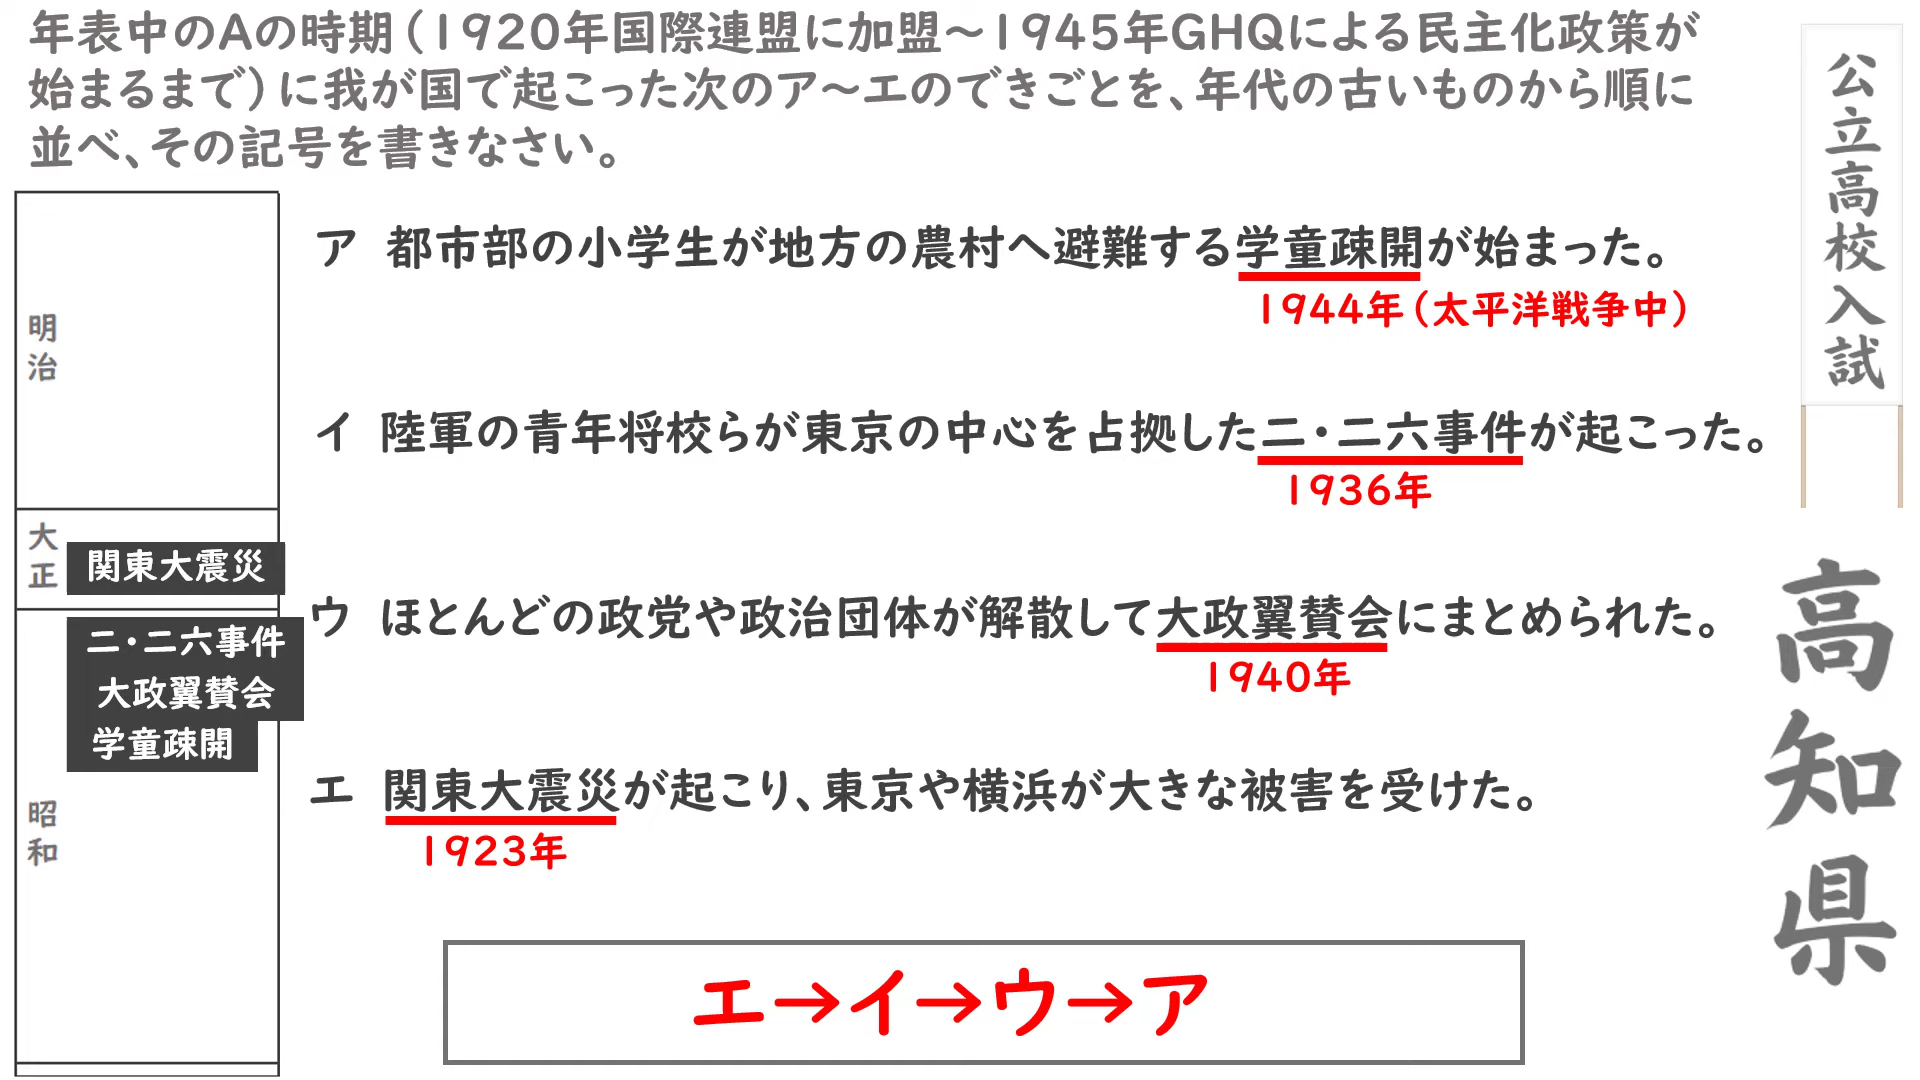 年表中のAの時期（1920年国際連盟に加盟～1945年GHQによる民主化政策が
始まるまで）に我が国で起こった次のア～エのできごとを、年代の古いものから順に
並べ、その記号を書きなさい。
ア 都市部の小学生が地方の農村へ避難する学童疎開が始まった。
1944年（太平洋戦争中）
イ 陸軍の青年将校らが東京の中心を占拠した二・二六事件が起こった。
1936年
ウ ほとんどの政党や政治団体が解散して大政翼賛会にまとめられた。
1940年
エ 関東大震災が起こり、東京や横浜が大きな被害を受けた。
1923年
エ→イ→ウ→ア
明治
大正
関東大震災
二・二六事件
大政翼賛会
学童疎開
昭和
公立高校入試
高知県